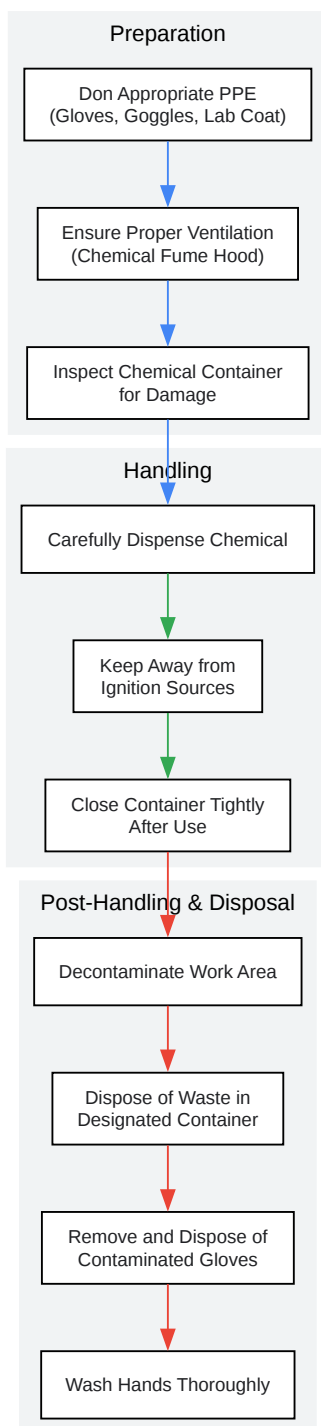 Preparation
Don Appropriate PPE
(Gloves, Goggles, Lab Coat)
Ensure Proper Ventilation
(Chemical Fume Hood)
Inspect Chemical Container
for Damage
Handling
Carefully Dispense Chemical
Keep Away from
Ignition Sources
Close Container Tightly
After Use
Post-Handling & Disposal
Decontaminate Work Area
Dispose of Waste in
Designated Container
Remove and Dispose of
Contaminated Gloves
Wash Hands Thoroughly